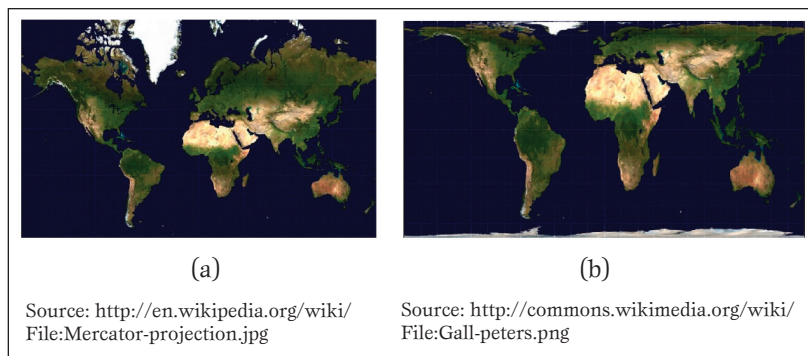 (a)
Source: http://en.wikipedia.org/wiki/
File:Mercator-projection.jpg
(b)
Source: http://commons.wikimedia.org/wiki/
File:Gall-peters.png